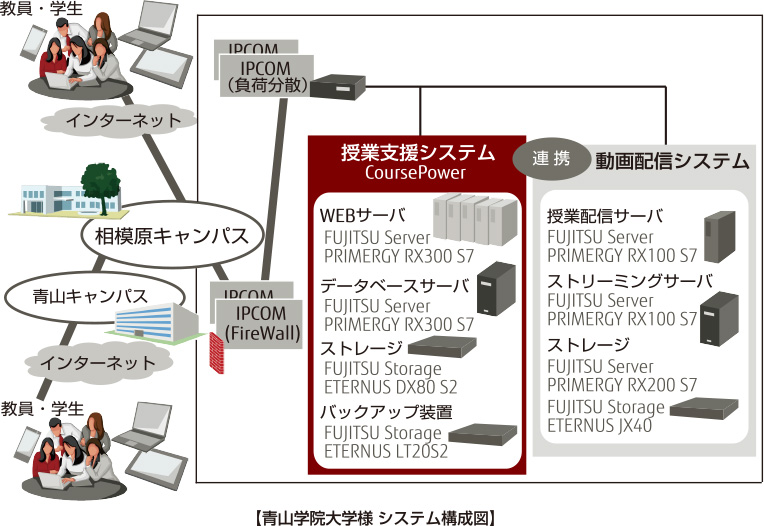 教員・学生
インターネット
相模原キャンパス
青山キャンパス
インターネット
教員・学生
IPCOM
IPCOM
(負荷分散)
IPCOM
IPCOM
(FireWall)
授業支援システム
CoursePower
連携
動画配信システム
WEBサーバ
FUJITSU Server
PRIMERGY RX300 S7
データベースサーバ
FUJITSU Server
PRIMERGY RX300 S7
ストレージ
FUJITSU Storage
ETERNUS DX80 S2
バックアップ装置
FUJITSU Storage
ETERNUS LT20S2
授業配信サーバ
FUJITSU Server
PRIMERGY RX100 S7
ストリーミングサーバ
FUJITSU Server
PRIMERGY RX100 S7
ストレージ
FUJITSU Server
PRIMERGY RX200 S7
FUJITSU Storage
ETERNUS JX40
【青山学院大学様 システム構成図】